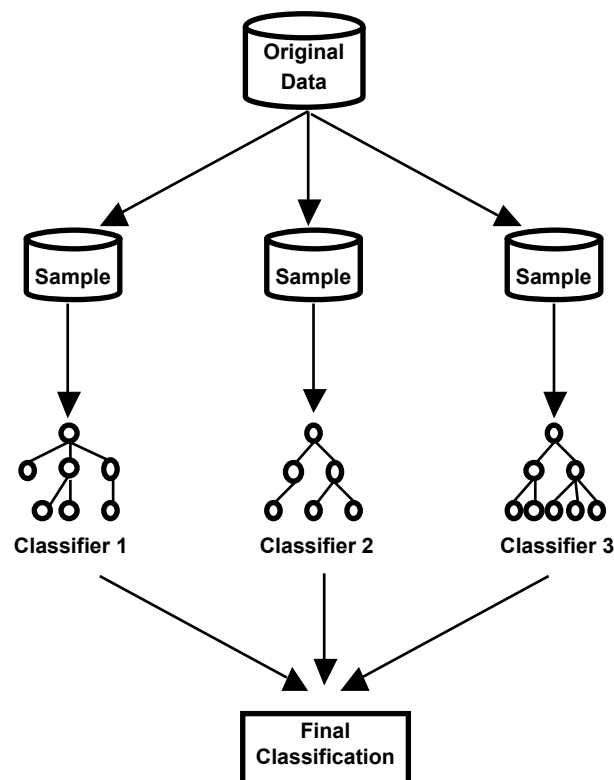 Original
Data
Sample
Sample
Sample
Classifier 1
Classifier 2
Classifier 3
Final
Classification